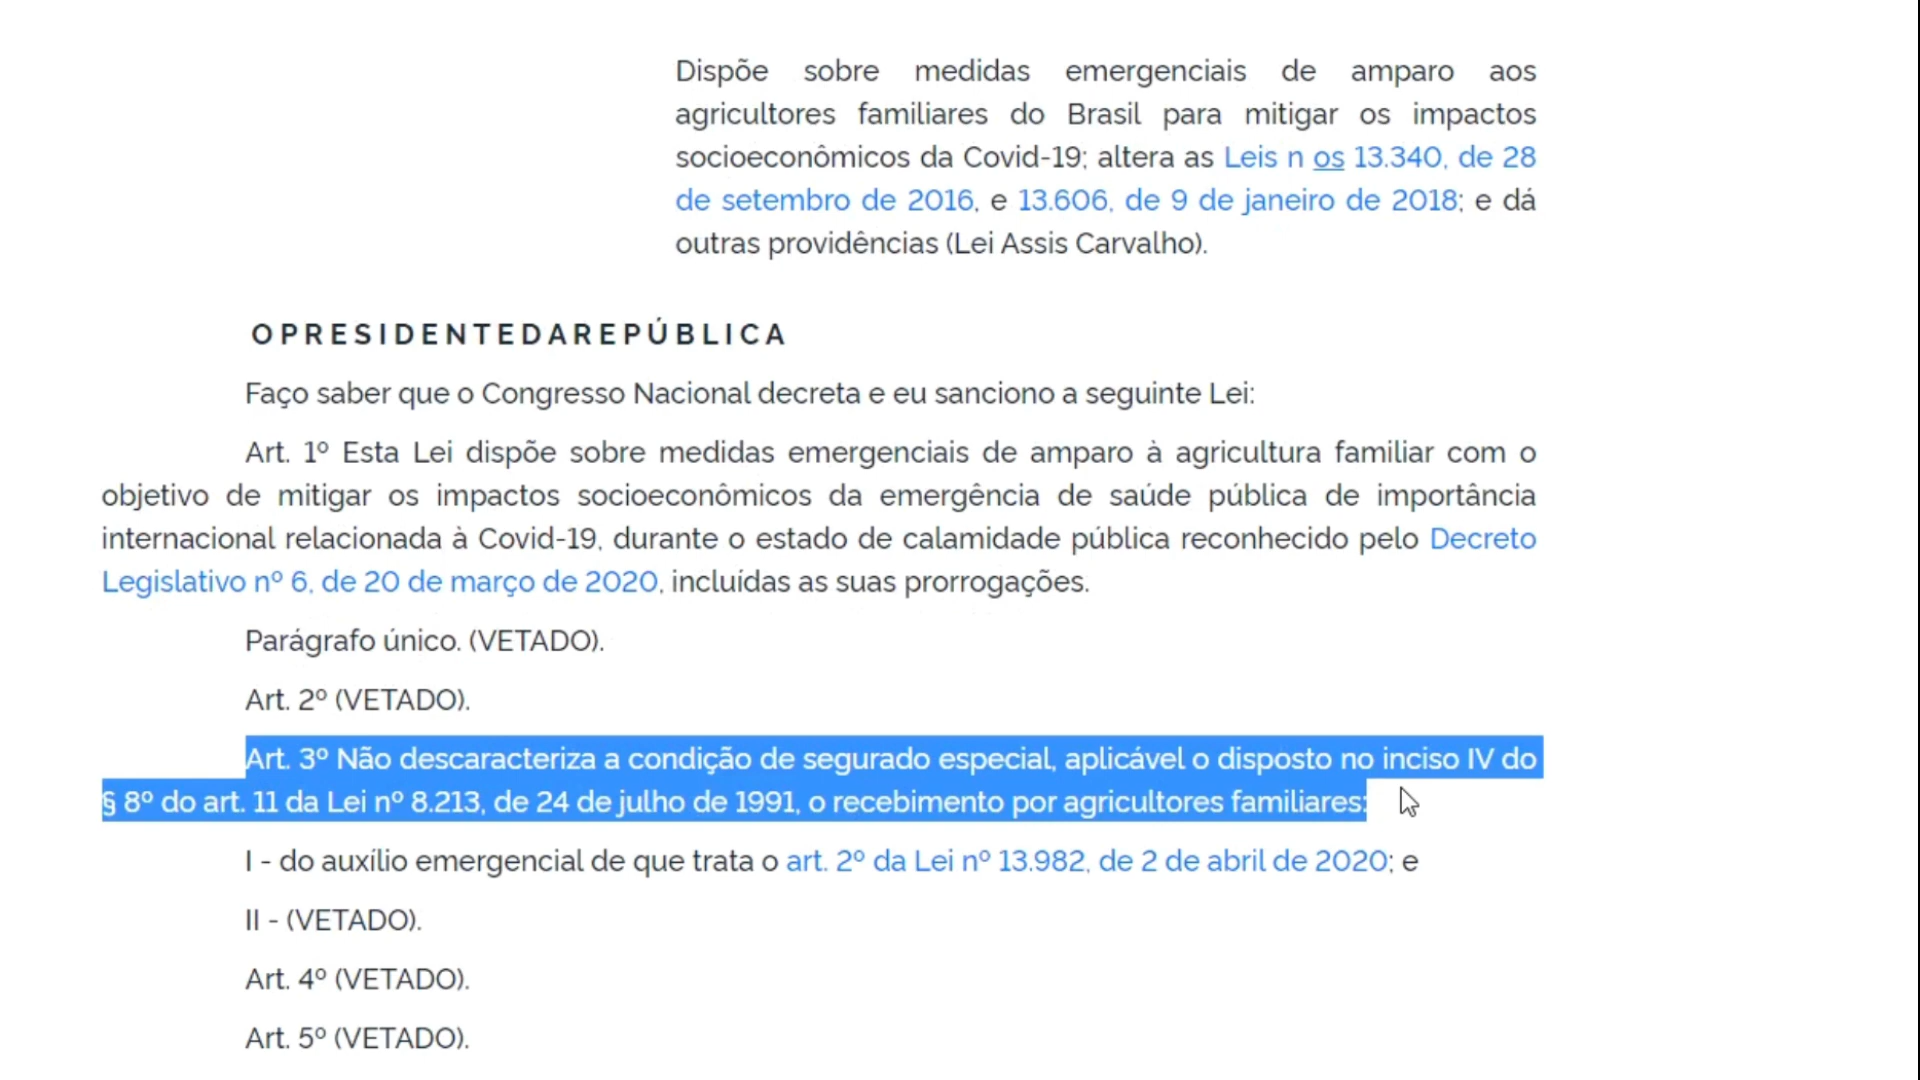 Dispõe sobre medidas emergenciais de amparo aos
agricultores familiares do Brasil para mitigar os impactos
socioeconômicos da Covid-19; altera as Leis n os 13.340, de 28
de setembro de 2016, e 13.606, de 9 de janeiro de 2018; e dá
outras providências (Lei Assis Carvalho).
O P R E S I D E N T E D A R E P Ú B L I C A
Faço saber que o Congresso Nacional decreta e eu sanciono a seguinte Lei:
Art. 1º Esta Lei dispõe sobre medidas emergenciais de amparo à agricultura familiar com o
objetivo de mitigar os impactos socioeconômicos da emergência de saúde pública de importância
internacional relacionada à Covid-19, durante o estado de calamidade pública reconhecido pelo Decreto
Legislativo nº 6, de 20 de março de 2020, incluídas as suas prorrogações.
Parágrafo único. (VETADO).
Art. 2º (VETADO).
Art. 3º Não descaracteriza a condição de segurado especial, aplicável o disposto no inciso IV do
§ 8º do art. 11 da Lei nº 8.213, de 24 de julho de 1991, o recebimento por agricultores familiares:
I - do auxílio emergencial de que trata o art. 2º da Lei nº 13.982, de 2 de abril de 2020; e
II - (VETADO).
Art. 4º (VETADO).
Art. 5º (VETADO).